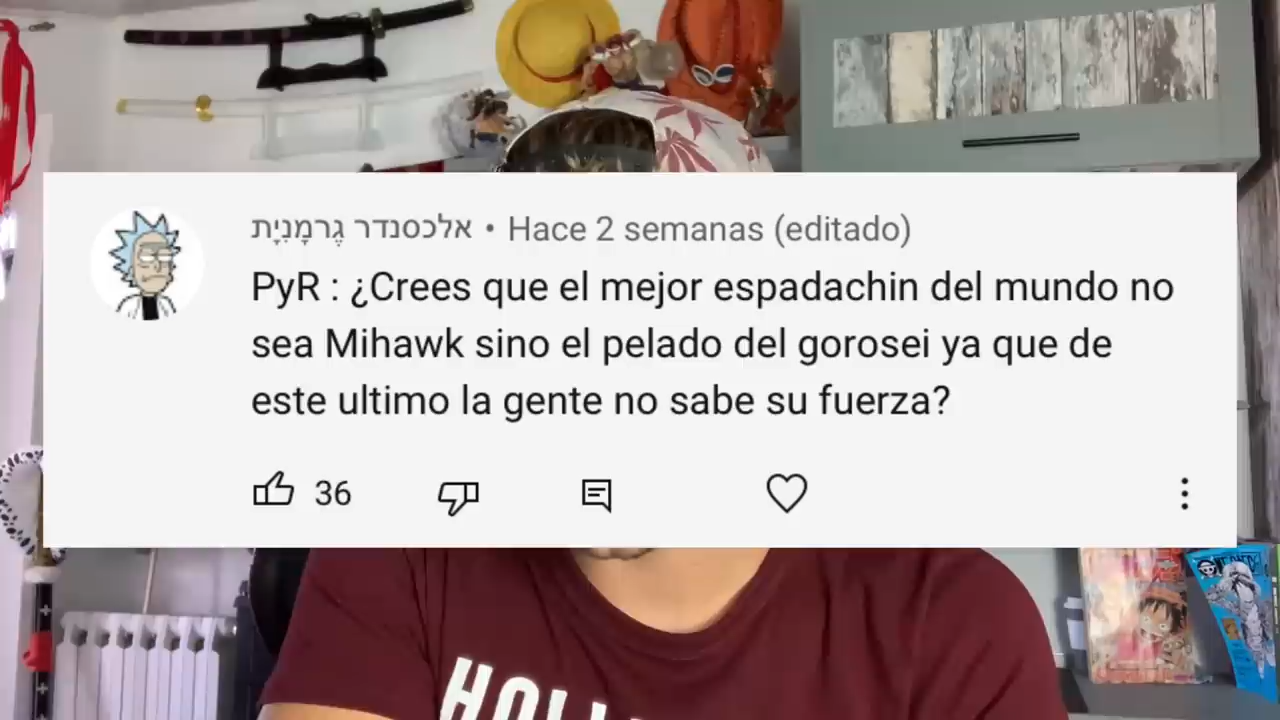 אלכסנדר גֶרמָנִיָת • Hace 2 semanas (editado)
PyR : ¿Crees que el mejor espadachin del mundo no
sea Mihawk sino el pelado del gorosei ya que de
este ultimo la gente no sabe su fuerza?
36